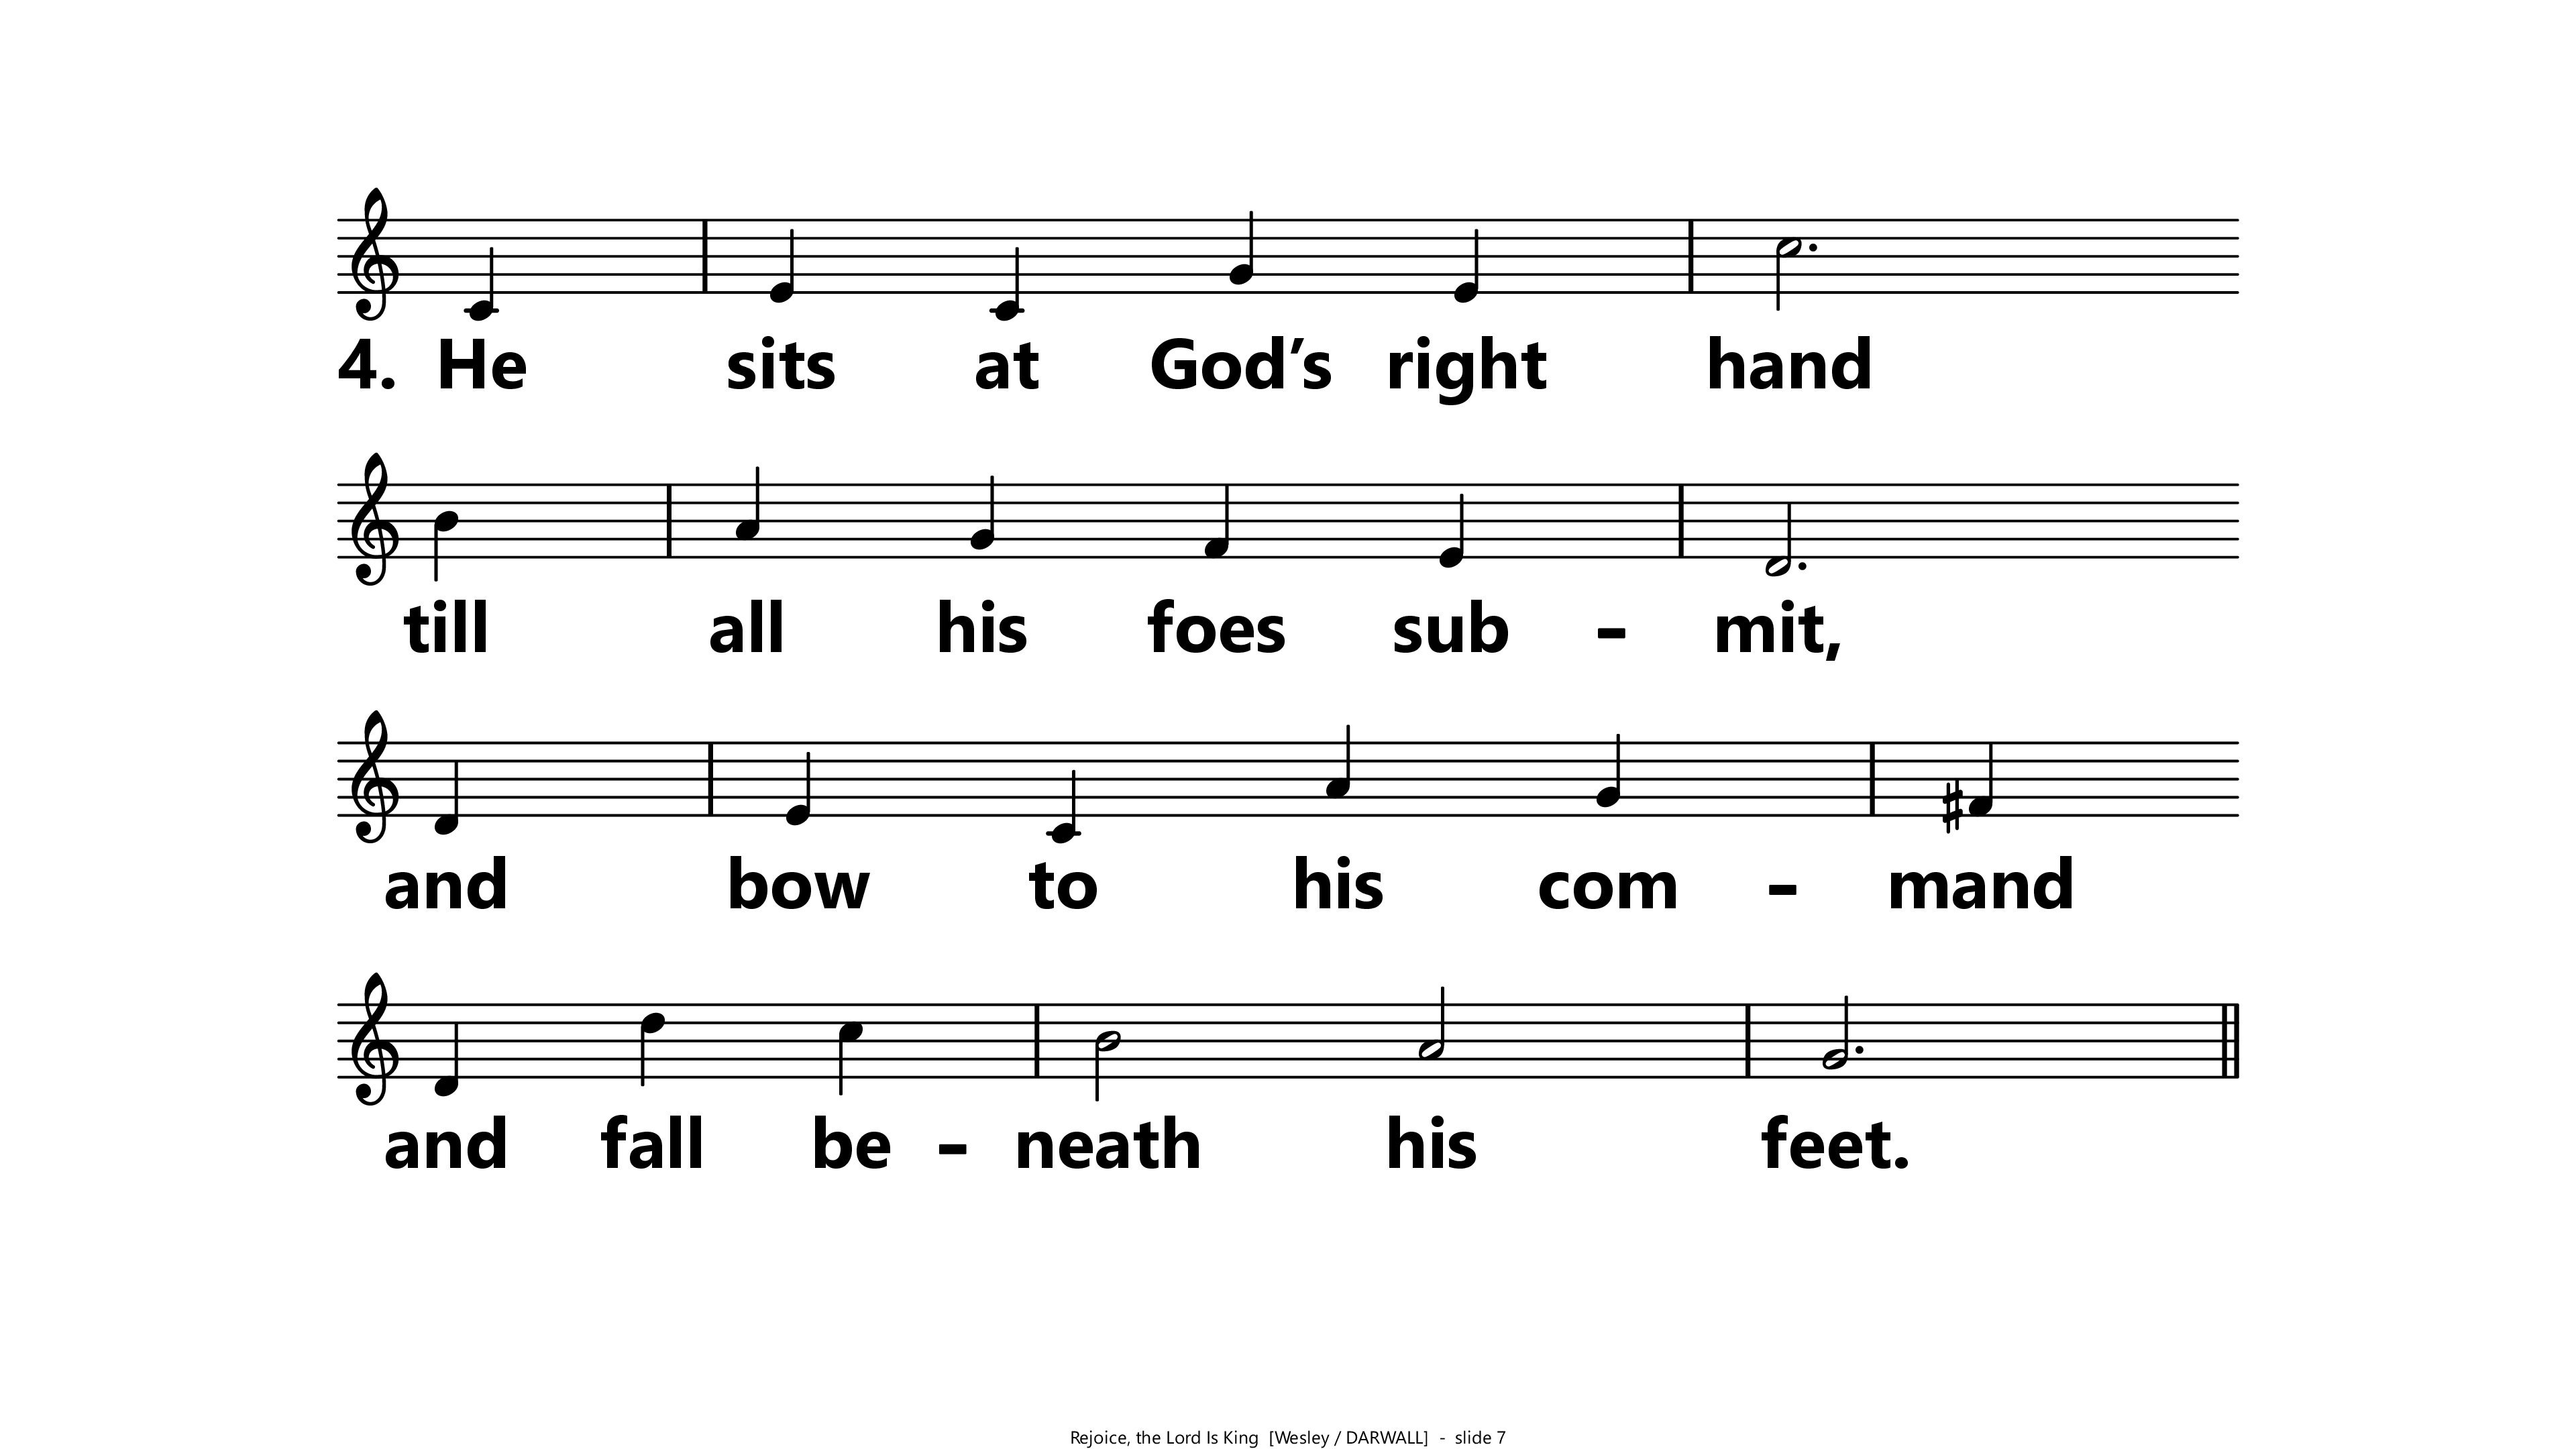 4. He sits at God’s right hand
till all his foes sub - mit,
and bow to his com - mand
and fall be - neath his feet.
Rejoice, the Lord Is King [Wesley / DARWALL] - slide 7